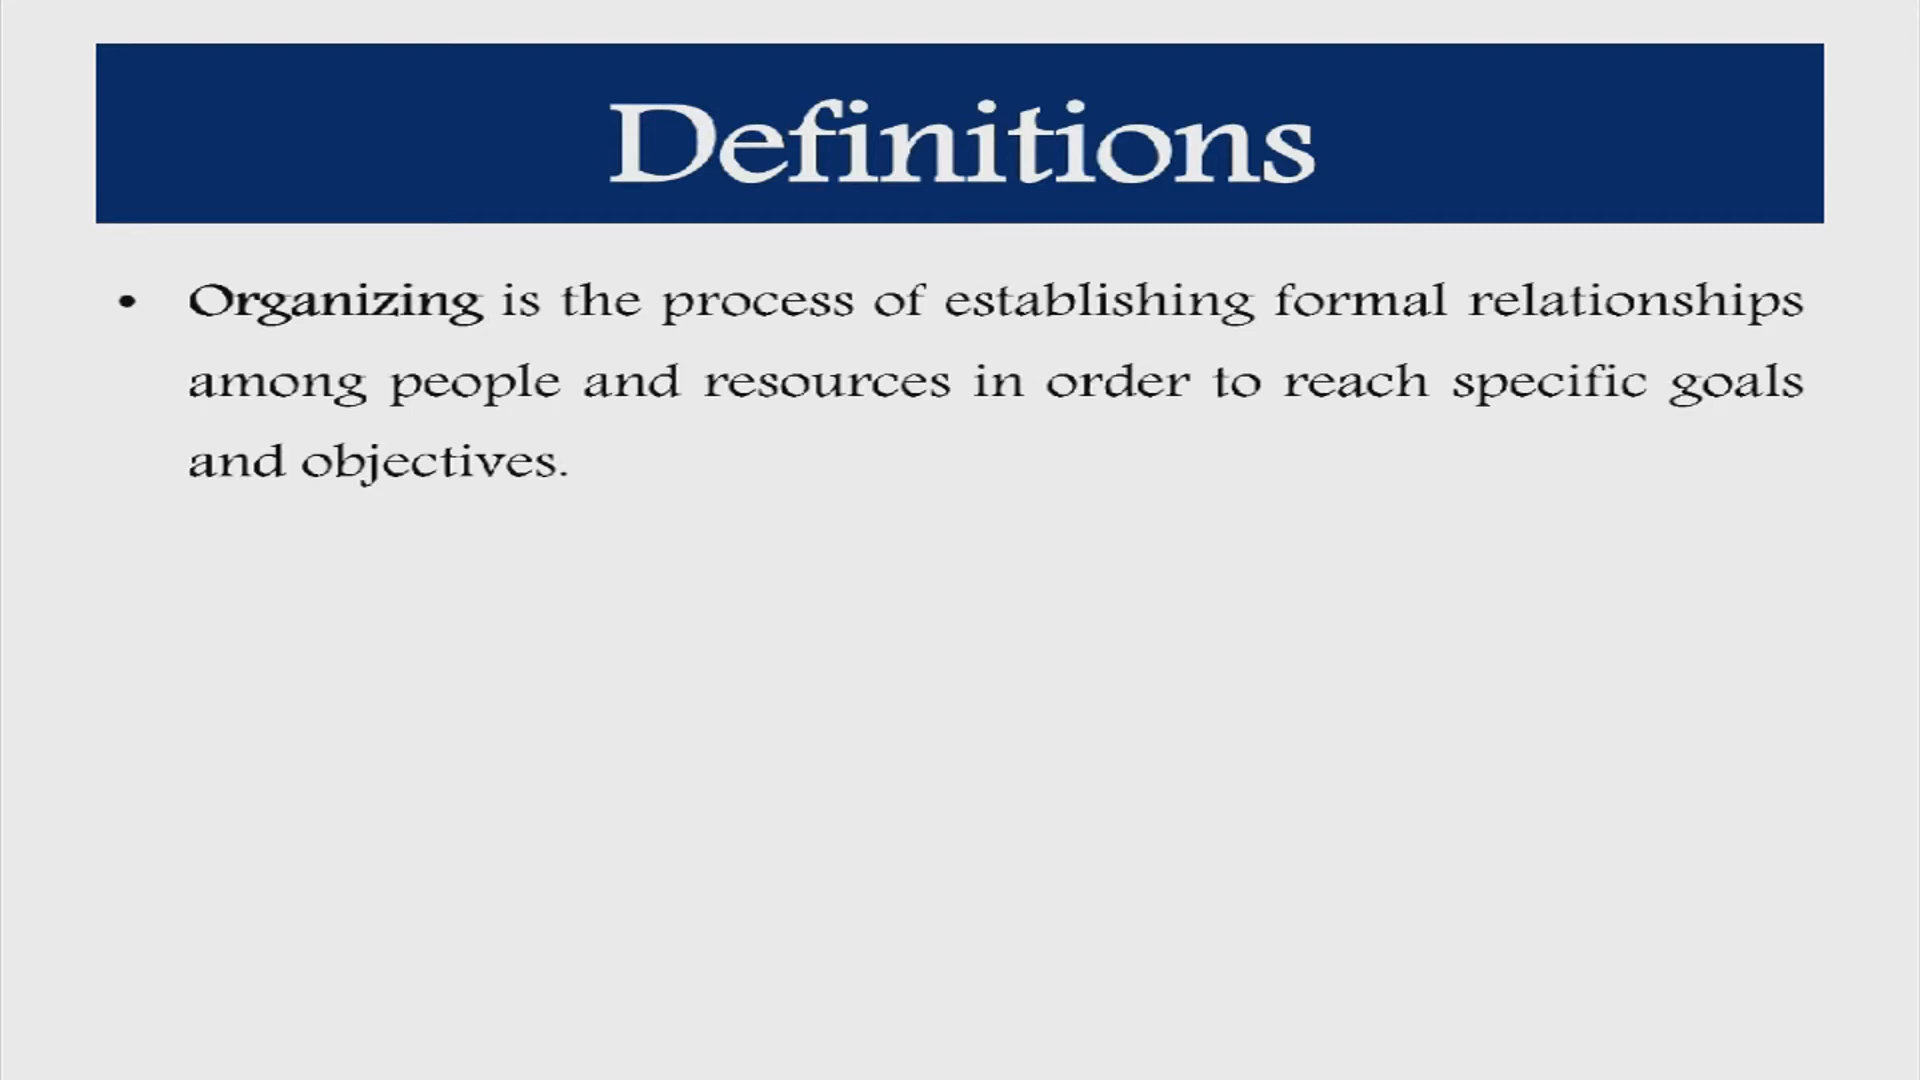 Definitions
• Organizing is the process of establishing formal relationships
among people and resources in order to reach specific goals
and objectives.